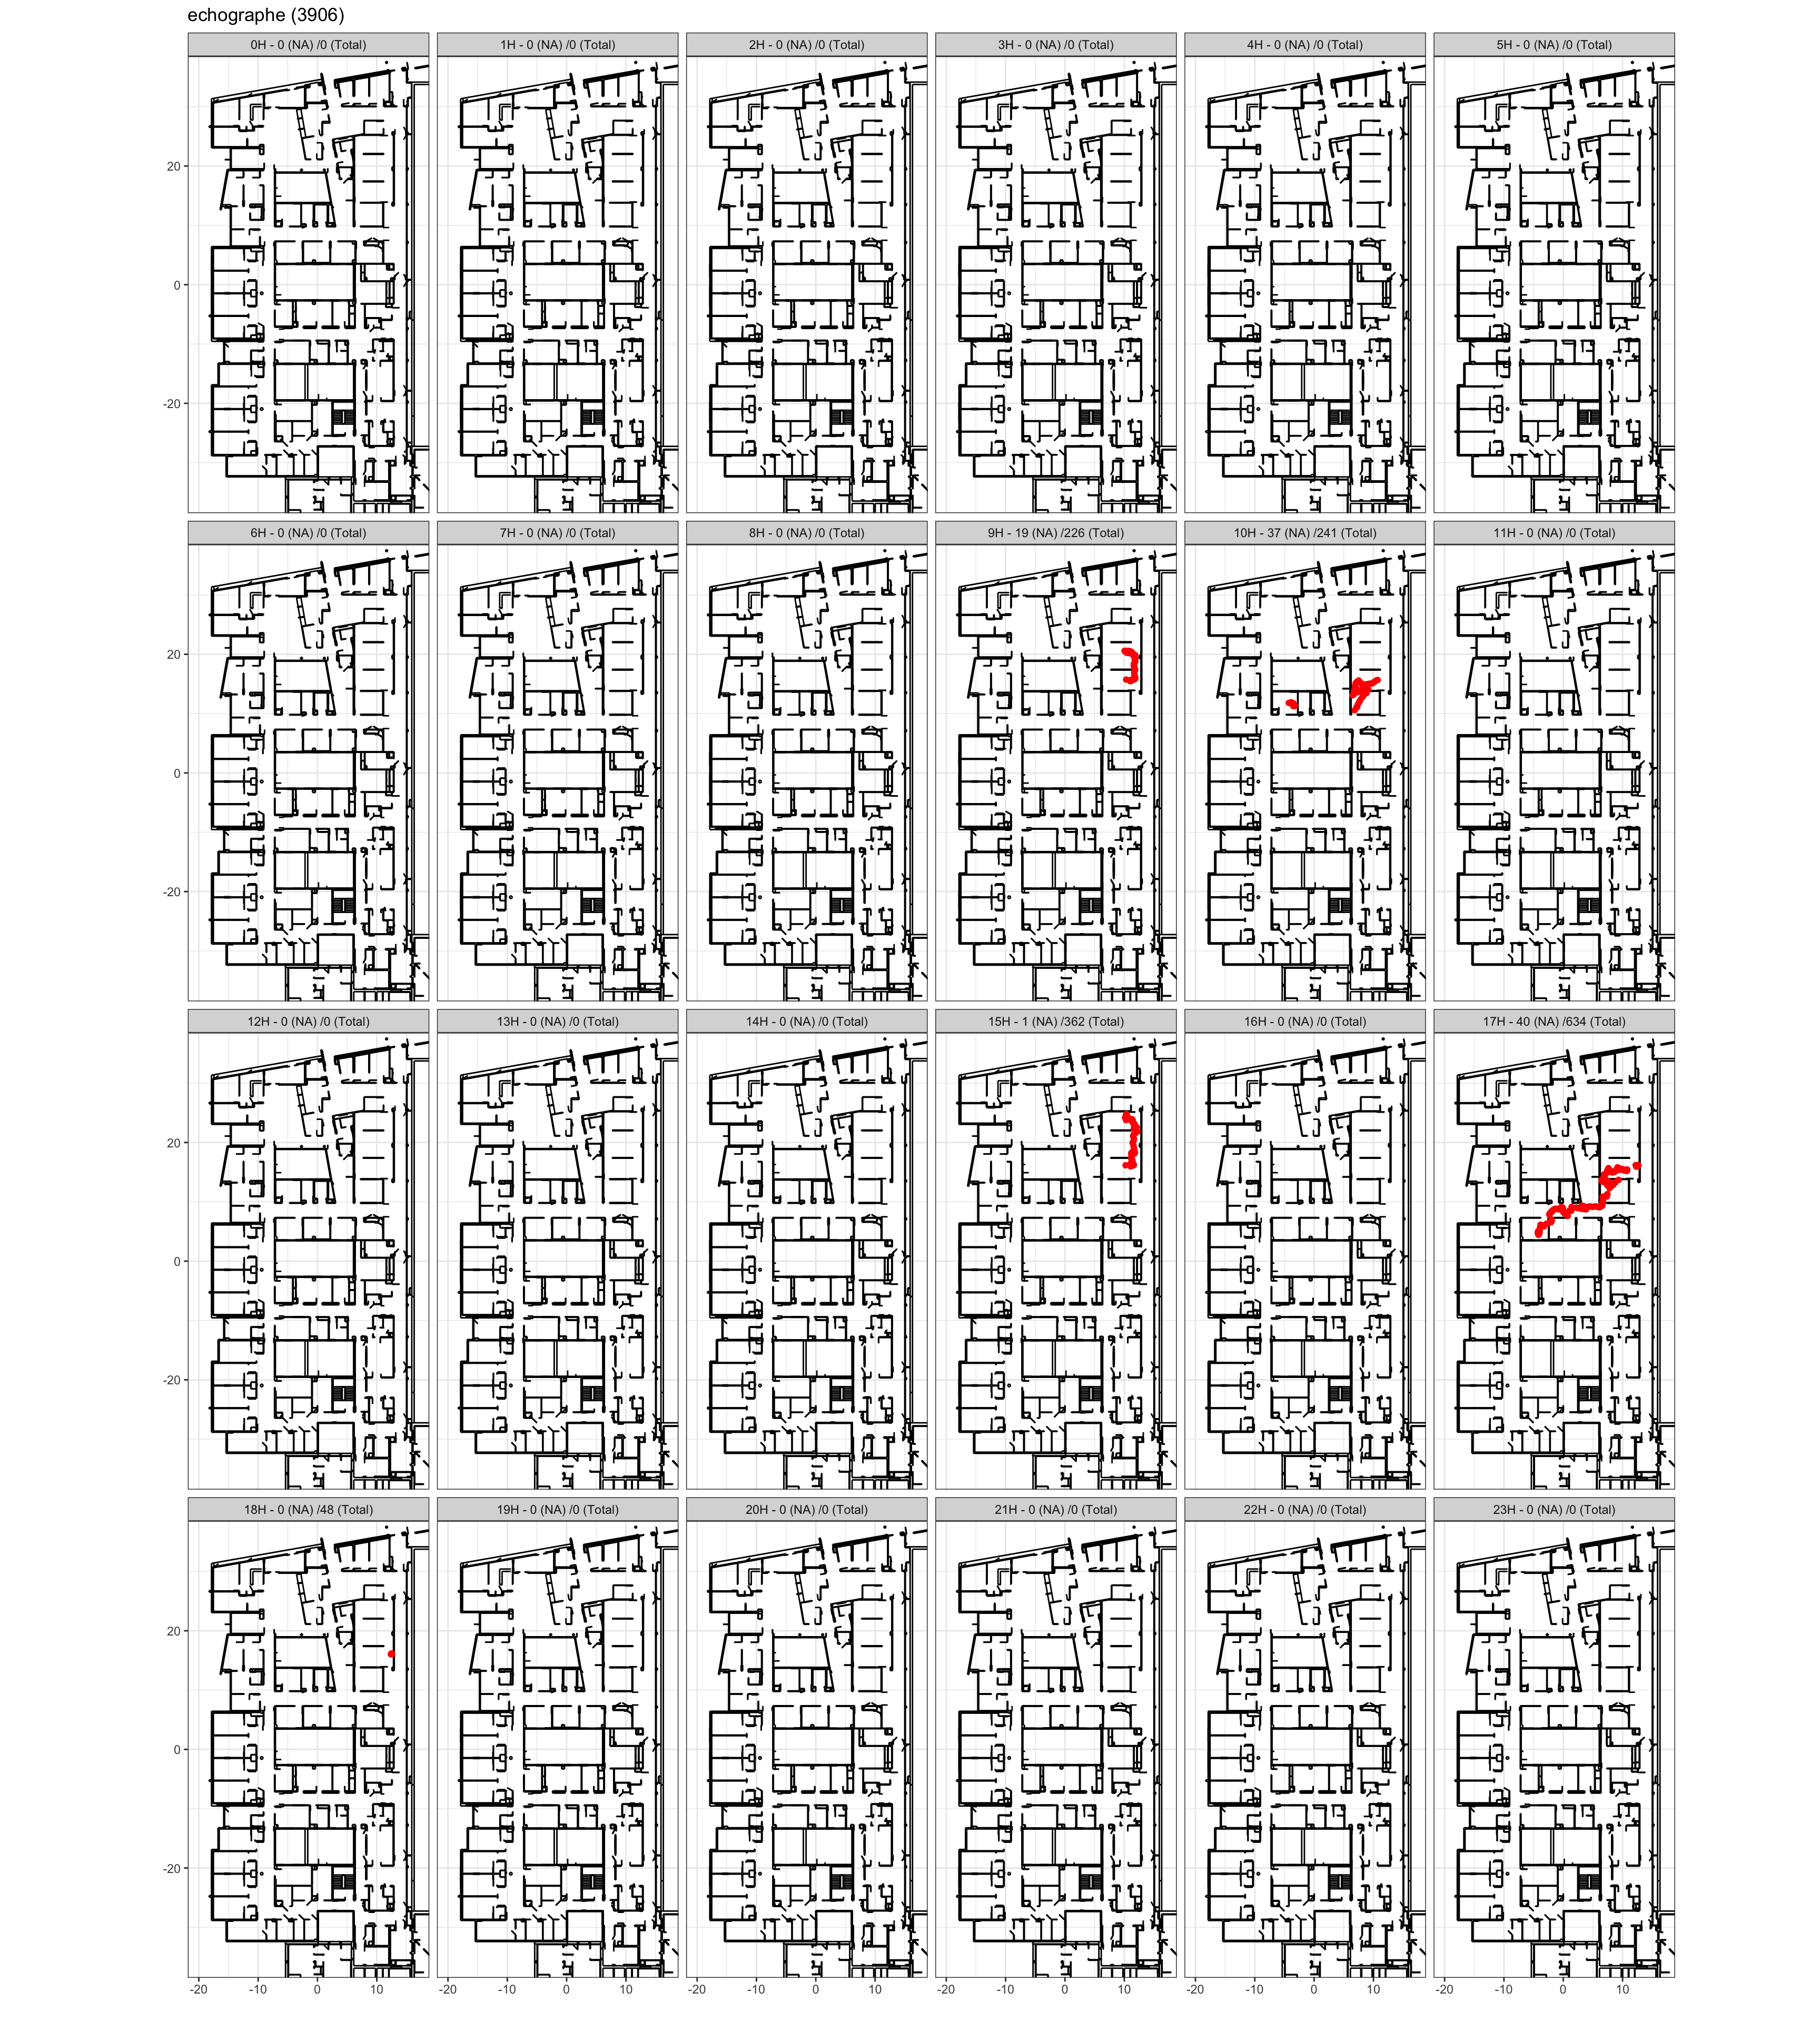 echographe (3906)
0H - 0 (NA) /0 (Total) 1H - 0 (NA) /0 (Total) 2H - 0 (NA) /0 (Total) 3H - 0 (NA) /0 (Total) 4H - 0 (NA) /0 (Total) 5H - 0 (NA) /0 (Total)
20
0
-20
6H - 0 (NA) /0 (Total) 7H - 0 (NA) /0 (Total) 8H - 0 (NA) /0 (Total) 9H - 19 (NA) /226 (Total) 10H - 37 (NA) /241 (Total) 11H - 0 (NA) /0 (Total)
20
0
-20
12H - 0 (NA) /0 (Total) 13H - 0 (NA) /0 (Total) 14H - 0 (NA) /0 (Total) 15H - 1 (NA) /362 (Total) 16H - 0 (NA) /0 (Total) 17H - 40 (NA) /634 (Total)
20
0
-20
18H - 0 (NA) /48 (Total) 19H - 0 (NA) /0 (Total) 20H - 0 (NA) /0 (Total) 21H - 0 (NA) /0 (Total) 22H - 0 (NA) /0 (Total) 23H - 0 (NA) /0 (Total)
20
0
-20
-20 -10 0 10 -20 -10 0 10 -20 -10 0 10 -20 -10 0 10 -20 -10 0 10 -20 -10 0 10